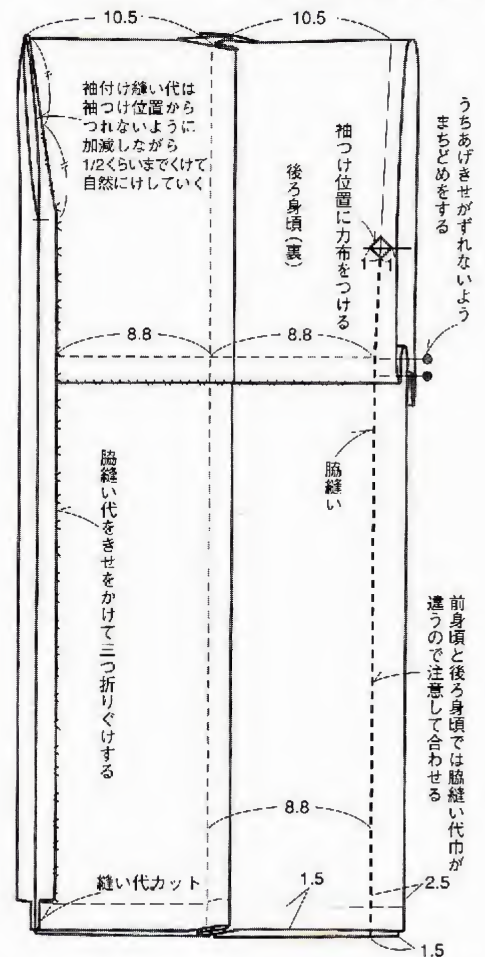 10.5
10.5
袖付け縫い代は
袖つけ位置から
つれないように
加減しながら
1/2くらいまでくけて
自然にけしていく
うちあげきせがずれないよう
まちどめをする
袖つけ位置に力布をつける
後ろ身頃(裏)
1
1
8.8
8.8
脇縫い代をきせをかけて三つ折りぐけする
脇縫い
前身頃と後ろ身頃では脇縫い代巾が
違うので注意して合わせる
8.8
縫い代カット
1.5
2.5
1.5